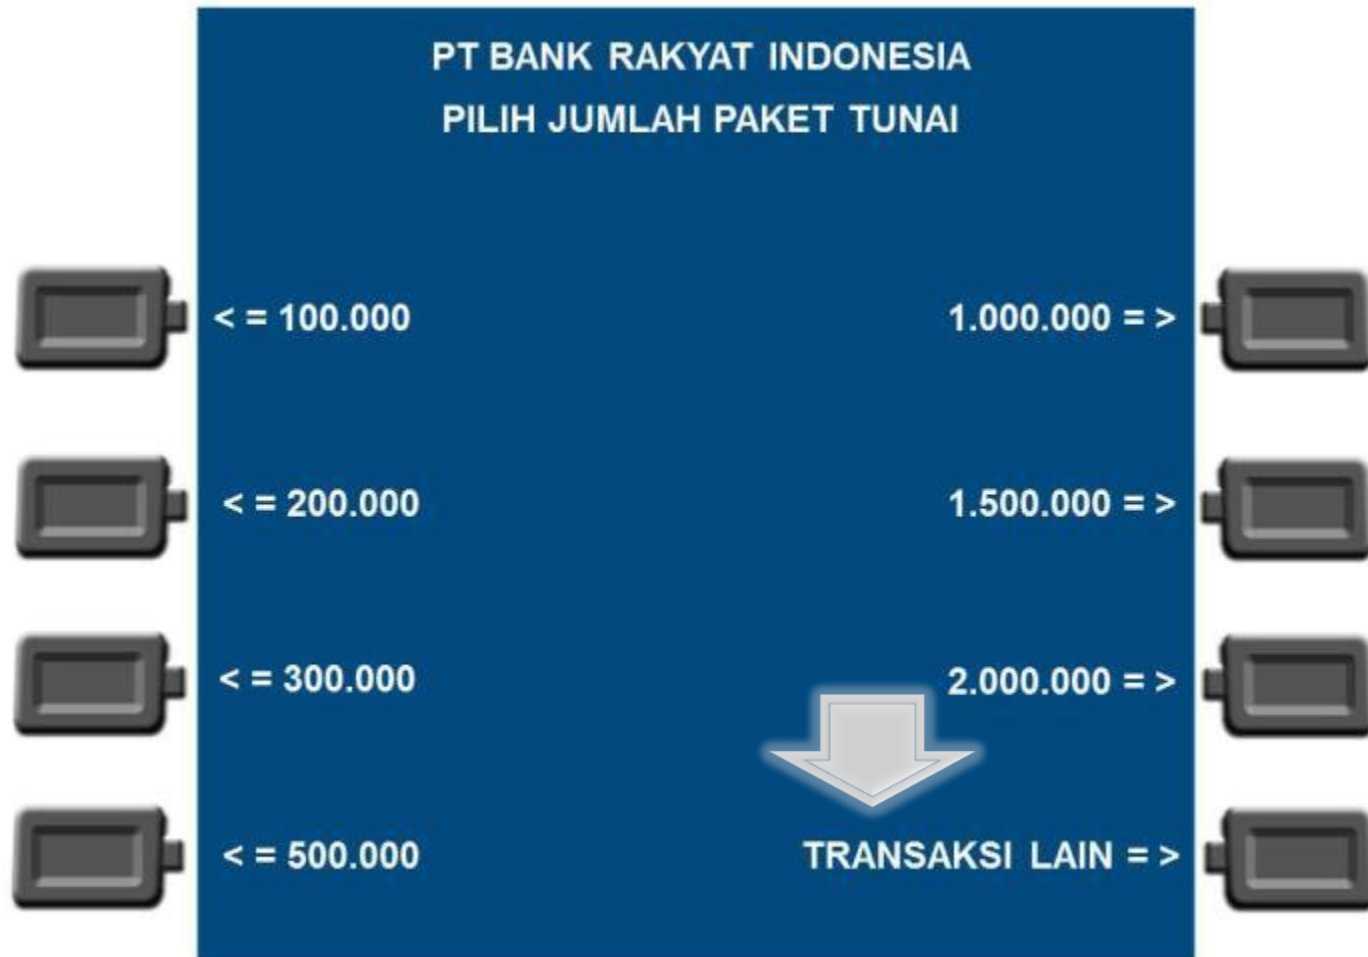 PT BANK RAKYAT INDONESIA
PILIH JUMLAH PAKET TUNAI
< = 100.000
1.000.000 = >
< = 200.000
1.500.000 = >
< = 300.000
2.000.000 = >
< = 500.000
TRANSAKSI LAIN = >